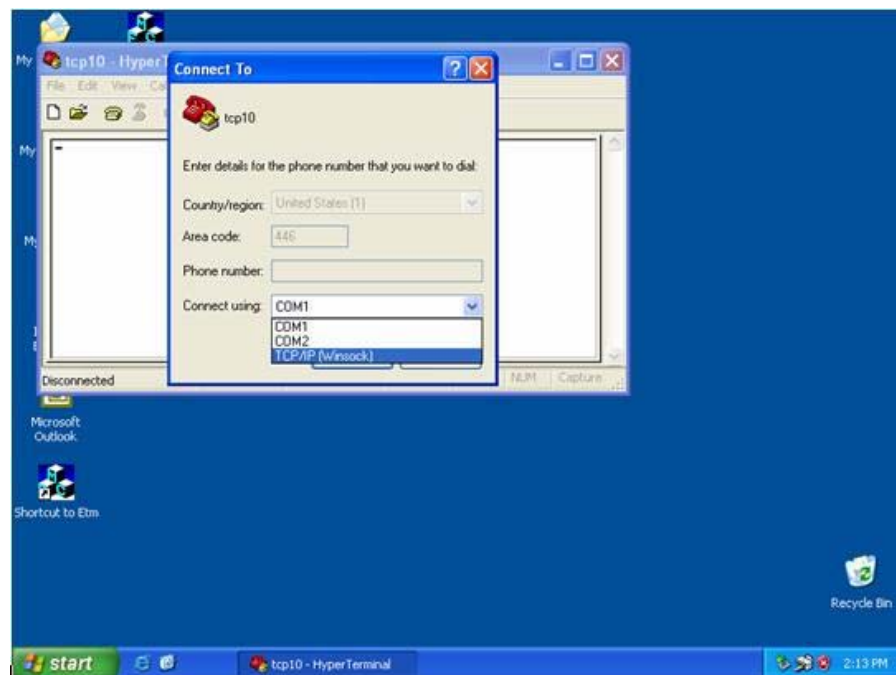 My
tcp10 - HyperT
Connect To
File Edit View Ca
tcp10
My
Enter details for the phone number that you want to dial:
Country/region: United States (1)
Area code: 446
My
Phone number:
Connect using: COM1
COM1
COM2
TCP/IP (Winsock)
Disconnected
NUM
Capture
Microsoft
Outlook
Shortcut to Etm
Recycle Bin
start
tcp10 - HyperTerminal
2:13 PM